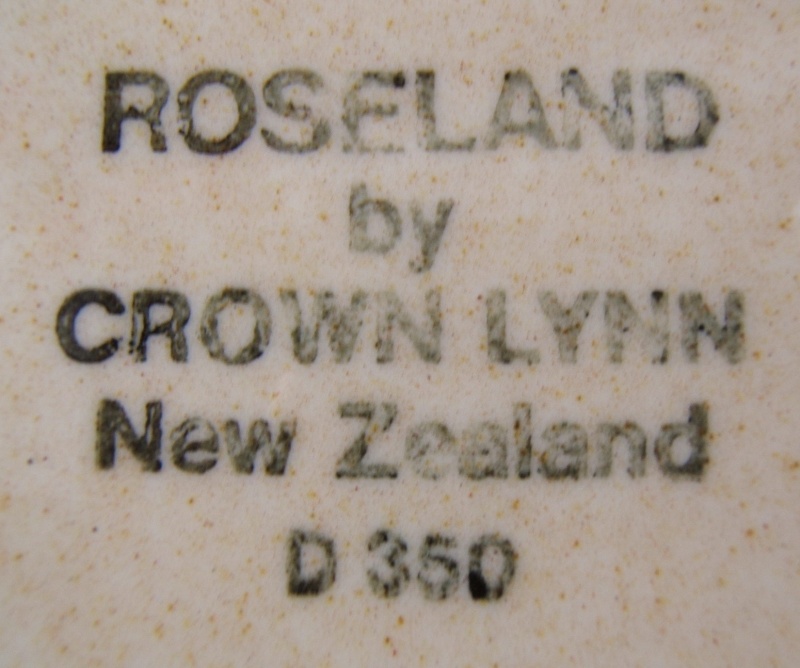 ROSELAND
by
CROWN LYNN
New Zealand
D 350